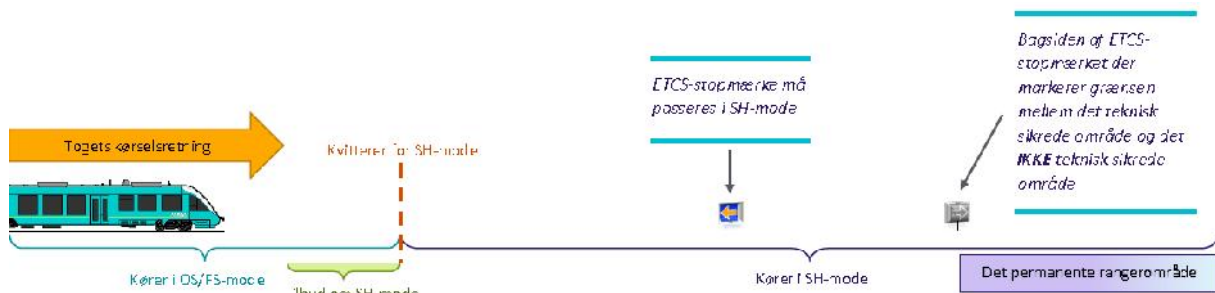 Bagsiden af ETCS-
stopmærket der
markerer grænsen
mellem det teknisk
sikrede område og det
IKKE teknisk sikrede
område
ETCS-stopmærke må
passeres i SH-mode
Togets kørselsretning
Kvitterer for SH-mode
Kører i OS/FS-mode
Kører i SH-mode
Det permanente rangerområde
SH-mode